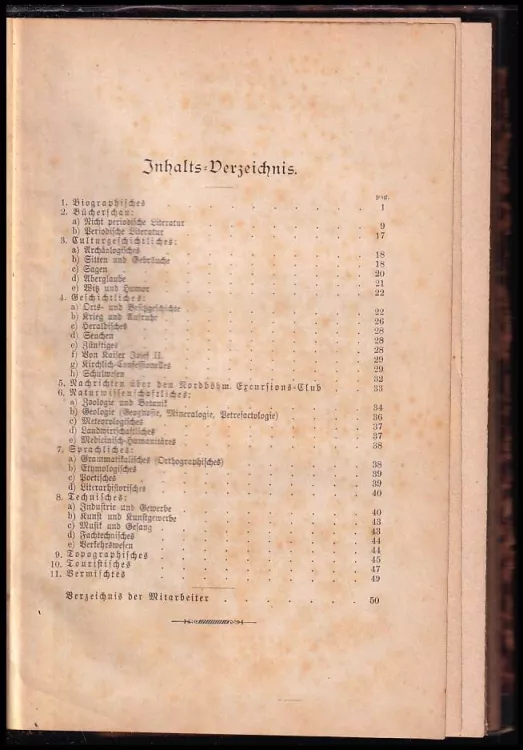 Inhalts-Verzeichnis.
pag.
1. Biographisches . . . . . . . . 1
2. Bücherschau:
a) Nicht periodische Literatur . . . . . . . 9
b) Periodische Literatur . . . . . . . 17
3. Culturgeschichtliches:
a) Archäologisches . . . . . . . 18
b) Sitten und Gebräuche . . . . . . . 18
c) Sagen . . . . . . . 20
d) Aberglaube . . . . . . . 21
e) Witz und Humor . . . . . . . 22
4. Geschichtliches:
a) Orts- und Besitzgeschichte . . . . . . . 22
b) Krieg und Aufruhr . . . . . . . 26
c) Heraldisches . . . . . . . 28
d) Seuchen . . . . . . . 28
e) Zünftiges . . . . . . . 28
f) Von Kaiser Josef II. . . . . . . . 29
g) Kirchlich-Confessionelles . . . . . . . 29
h) Schulwesen . . . . . . . 32
5. Nachrichten über den Nordböhm. Excursions-Club . 33
6. Naturwissenschaftliches:
a) Zoologie und Botanik . . . . . . . 34
b) Geologie (Geognosie, Mineralogie, Petrefactologie) . . . 36
c) Meteorologisches . . . . . . . 37
d) Landwirtschaftliches . . . . . . . 37
e) Medicinisch-Humanitäres . . . . . . . 38
7. Sprachliches:
a) Grammatikalisches (Orthographisches) . . . . . 38
b) Etymologisches . . . . . . . 39
c) Poetisches . . . . . . . 39
d) Literarhistorisches . . . . . . . 40
8. Technisches:
a) Industrie und Gewerbe . . . . . . . 40
b) Kunst und Kunstgewerbe . . . . . . . 43
c) Musik und Gesang . . . . . . . 43
d) Fachtechnisches . . . . . . . 44
e) Verkehrswesen . . . . . . . 44
9. Topographisches . . . . . . . 45
10. Touristisches . . . . . . . 47
11. Vermischtes . . . . . . . 49
Verzeichnis der Mitarbeiter . . . . . . 50